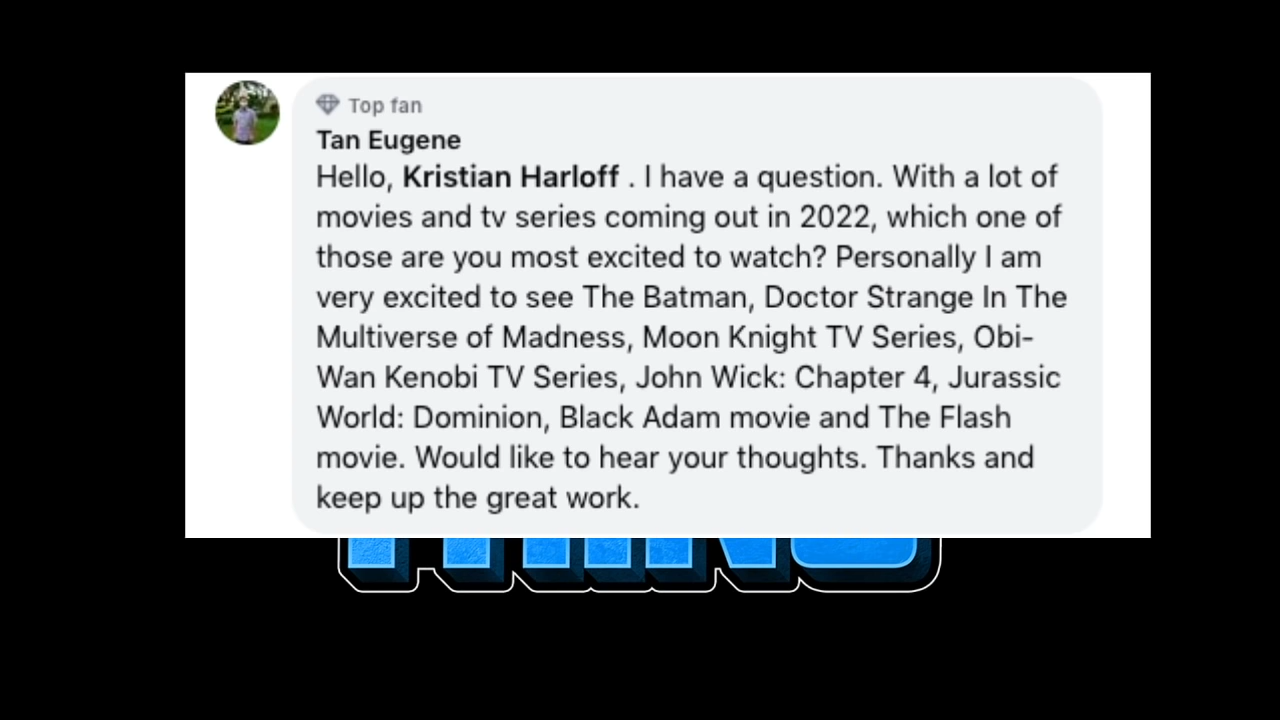 Top fan
Tan Eugene
Hello, Kristian Harloff . I have a question. With a lot of
movies and tv series coming out in 2022, which one of
those are you most excited to watch? Personally I am
very excited to see The Batman, Doctor Strange In The
Multiverse of Madness, Moon Knight TV Series, Obi-
Wan Kenobi TV Series, John Wick: Chapter 4, Jurassic
World: Dominion, Black Adam movie and The Flash
movie. Would like to hear your thoughts. Thanks and
keep up the great work.